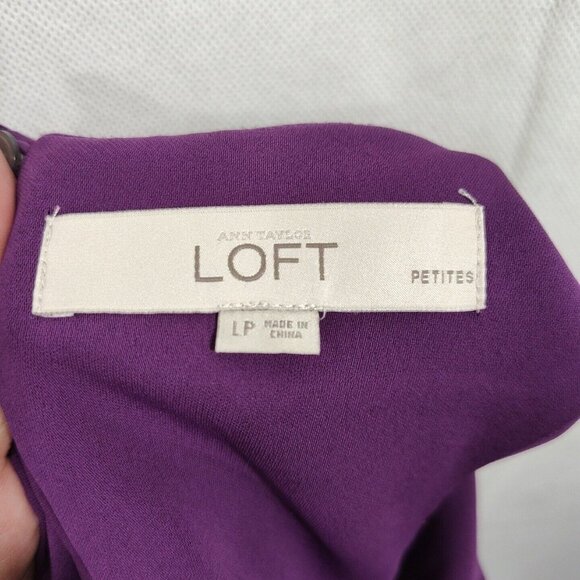 ANN TAYLOR
LOFT
PETITES
LP MADE IN
CHINA